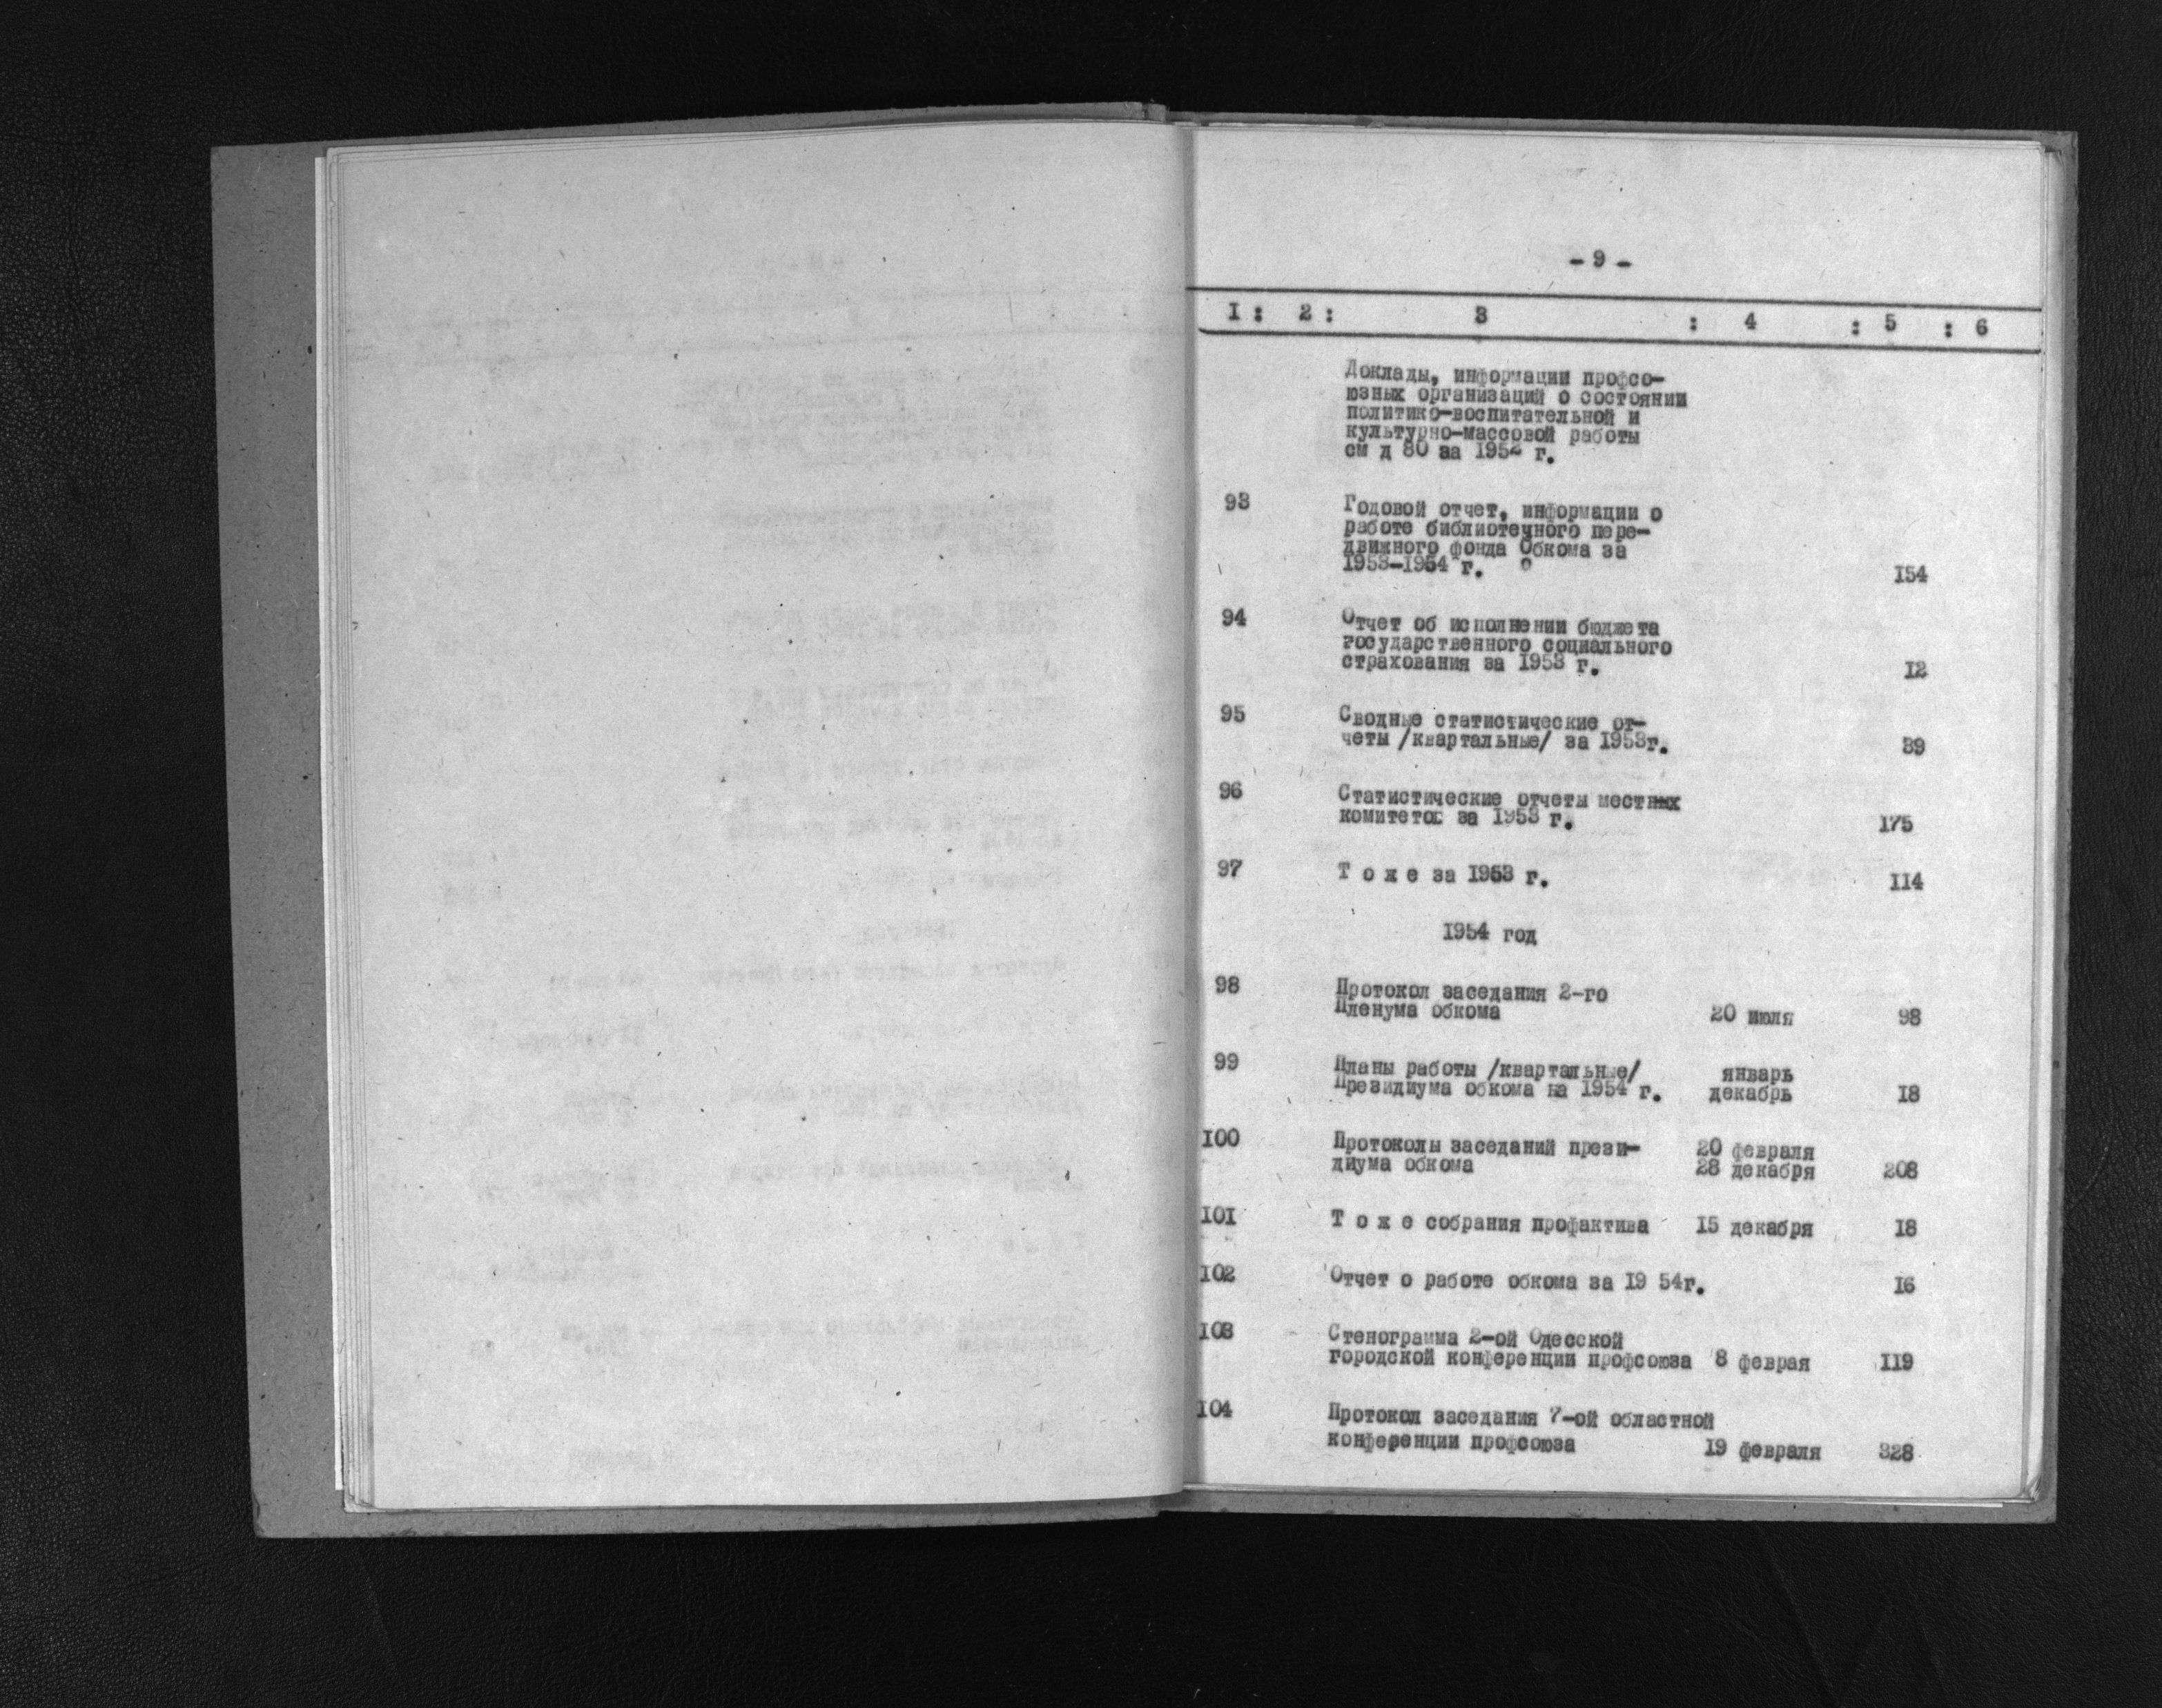 - 9 -
I : 2 : 3 : 4 : 5 : 6
Доклады, информации профсо-
юзных организаций о состоянии
политико-воспитательной и
культурно-массовой работы
см д 80 за 1952 г.
93 Годовой отчет, информации о
работе библиотечного пере-
движного фонда Обкома за
1953-1954 г. 154
94 Отчет об исполнении бюджета
государственного социального
страхования за 1953 г. 12
95 Сводные статистические от-
четы /квартальные/ за 1953г. 39
96 Статистические отчеты местных
комитетов за 1953 г. 175
97 Т о ж е за 1953 г. 114
1954 год
98 Протокол заседания 2-го
Пленума обкома 20 июля 98
99 Планы работы /квартальные/ январь
Президиума обкома на 1954 г. декабрь 18
100 Протоколы заседаний прези- 20 февраля
диума обкома 28 декабря 208
101 Т о ж е собрания профактива 15 декабря 18
102 Отчет о работе обкома за 19 54г. 16
103 Стенограмма 2-ой Одесской
городской конференции профсоюза 8 феврая 119
104 Протокол заседания 7-ой областной
конференции профсоюза 19 февраля 328